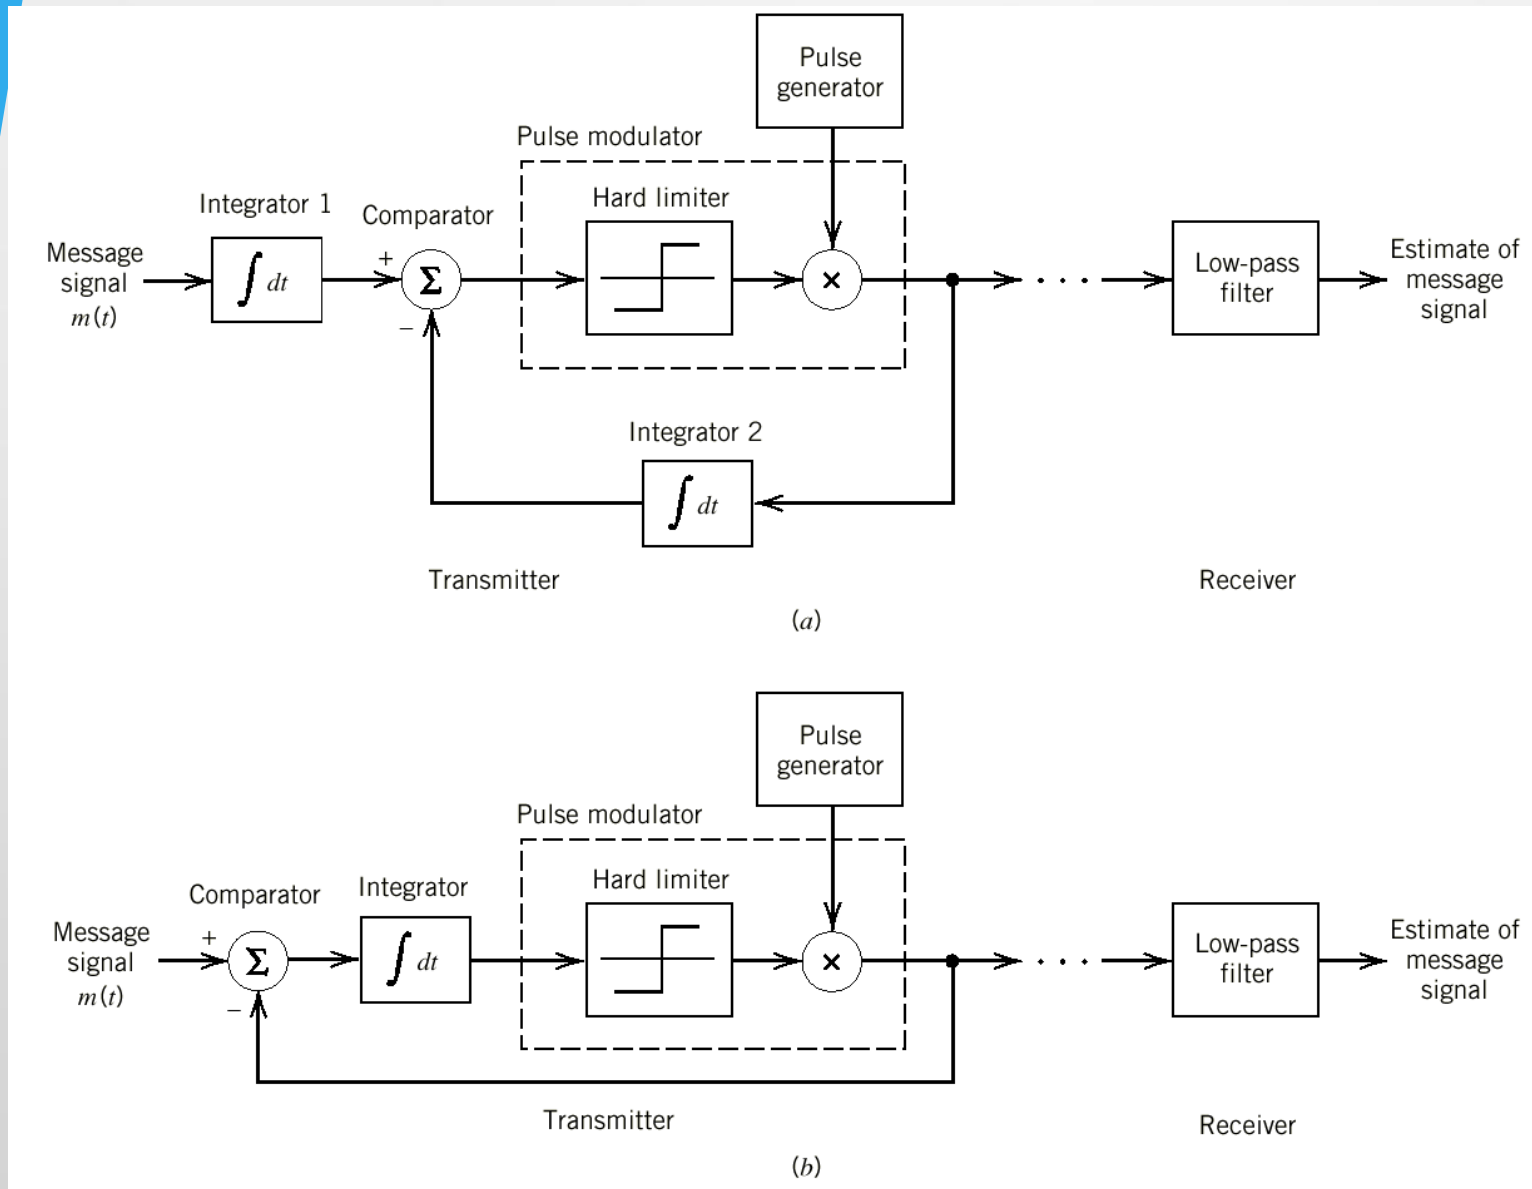 Pulse
generator
Pulse modulator
Hard limiter
Integrator 1
Comparator
Message
signal
m(t)
∫ dt
+
Σ
−
×
. . .
Low-pass
filter
Estimate of
message
signal
Integrator 2
∫ dt
Transmitter
Receiver
(a)
Pulse
generator
Pulse modulator
Hard limiter
Comparator
Integrator
Message
signal
m(t)
+
Σ
−
∫ dt
×
. . .
Low-pass
filter
Estimate of
message
signal
Transmitter
Receiver
(b)